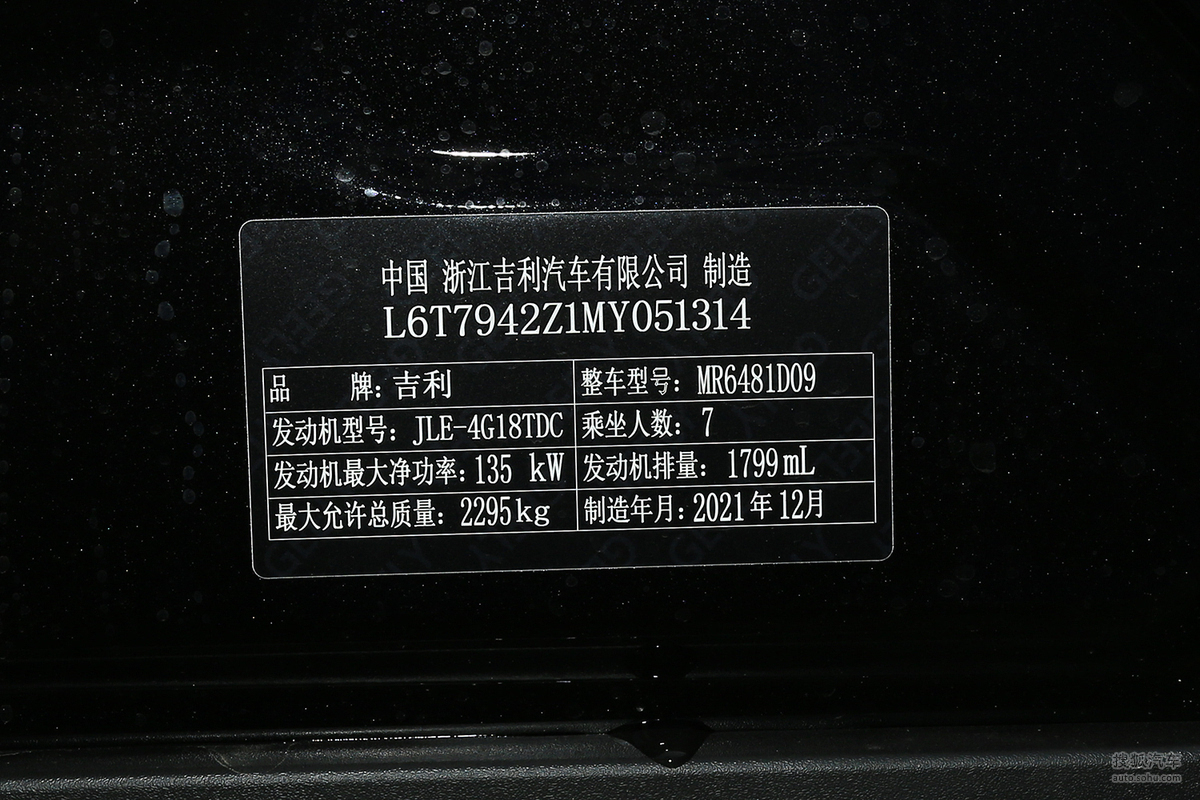 中国 浙江吉利汽车有限公司 制造
L6T7942Z1MY051314
品 牌: 吉利 整车型号: MR6481D09
发动机型号: JLE-4G18TDC 乘坐人数: 7
发动机最大净功率: 135 kW 发动机排量: 1799mL
最大允许总质量: 2295kg 制造年月: 2021年12月
搜狐汽车
auto.sohu.com